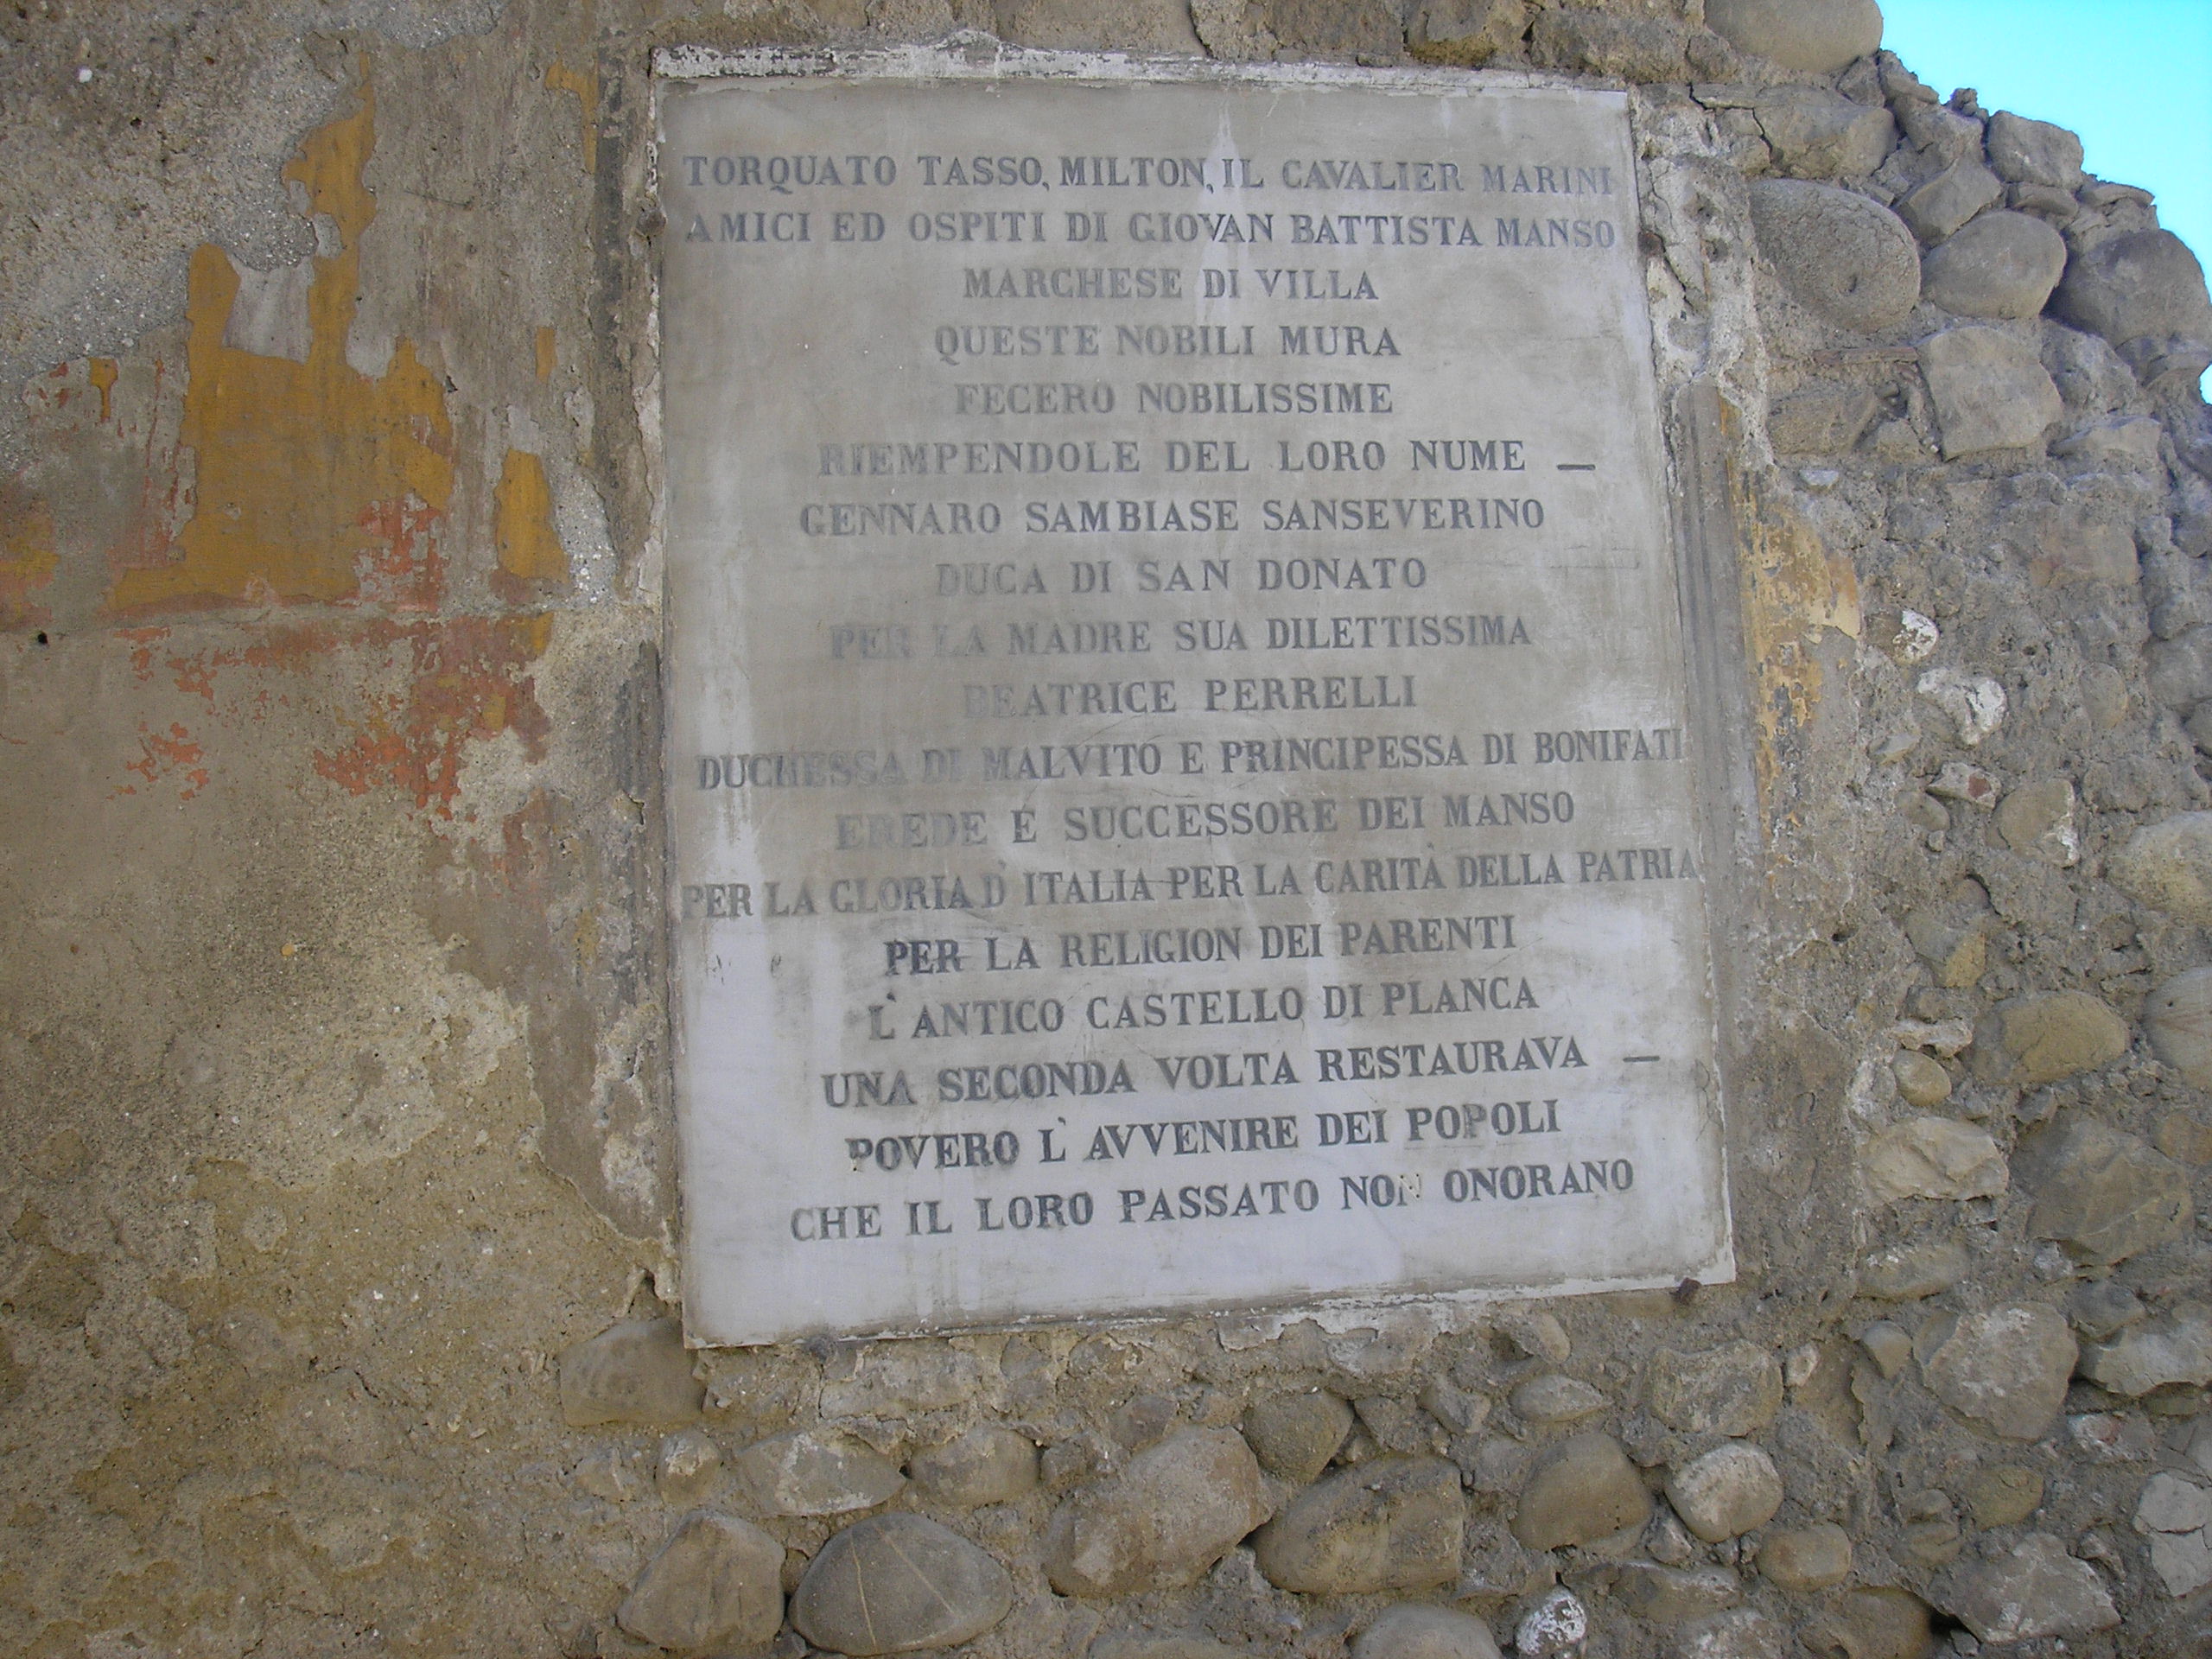 TORQUATO TASSO, MILTON, IL CAVALIER MARINI
AMICI ED OSPITI DI GIOVAN BATTISTA MANSO
MARCHESE DI VILLA
QUESTE NOBILI MURA
FECERO NOBILISSIME
RIEMPENDOLE DEL LORO NUME —
GENNARO SAMBIASE SANSEVERINO
DUCA DI SAN DONATO
PER LA MADRE SUA DILETTISSIMA
BEATRICE PERRELLI
DUCHESSA DI MALVITO E PRINCIPESSA DI BONIFATI
EREDE E SUCCESSORE DEI MANSO
PER LA GLORIA D' ITALIA PER LA CARITÀ DELLA PATRIA
PER LA RELIGION DEI PARENTI
L' ANTICO CASTELLO DI PLANCA
UNA SECONDA VOLTA RESTAURAVA —
POVERO L' AVVENIRE DEI POPOLI
CHE IL LORO PASSATO NON ONORANO